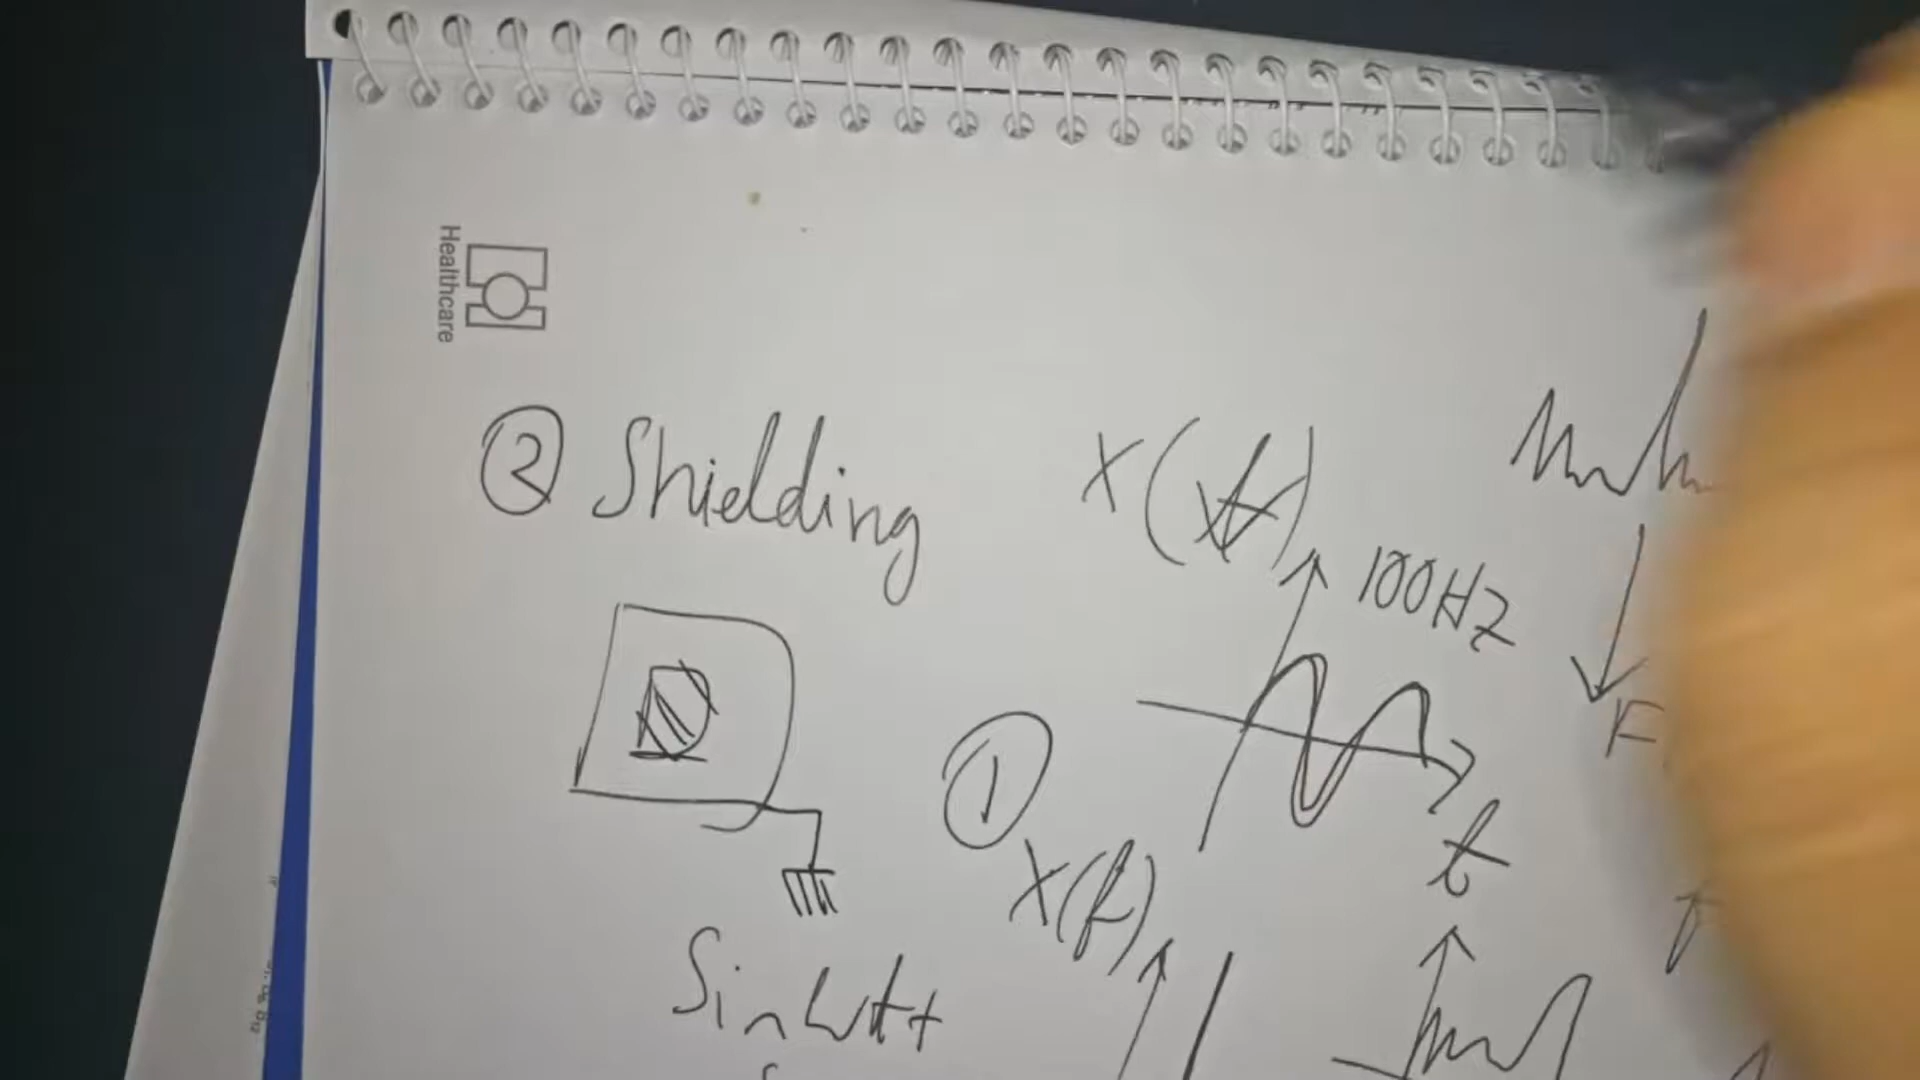 Healthcare
② Shielding
x(t)
100Hz
①
t
X(f)
Sinωt+